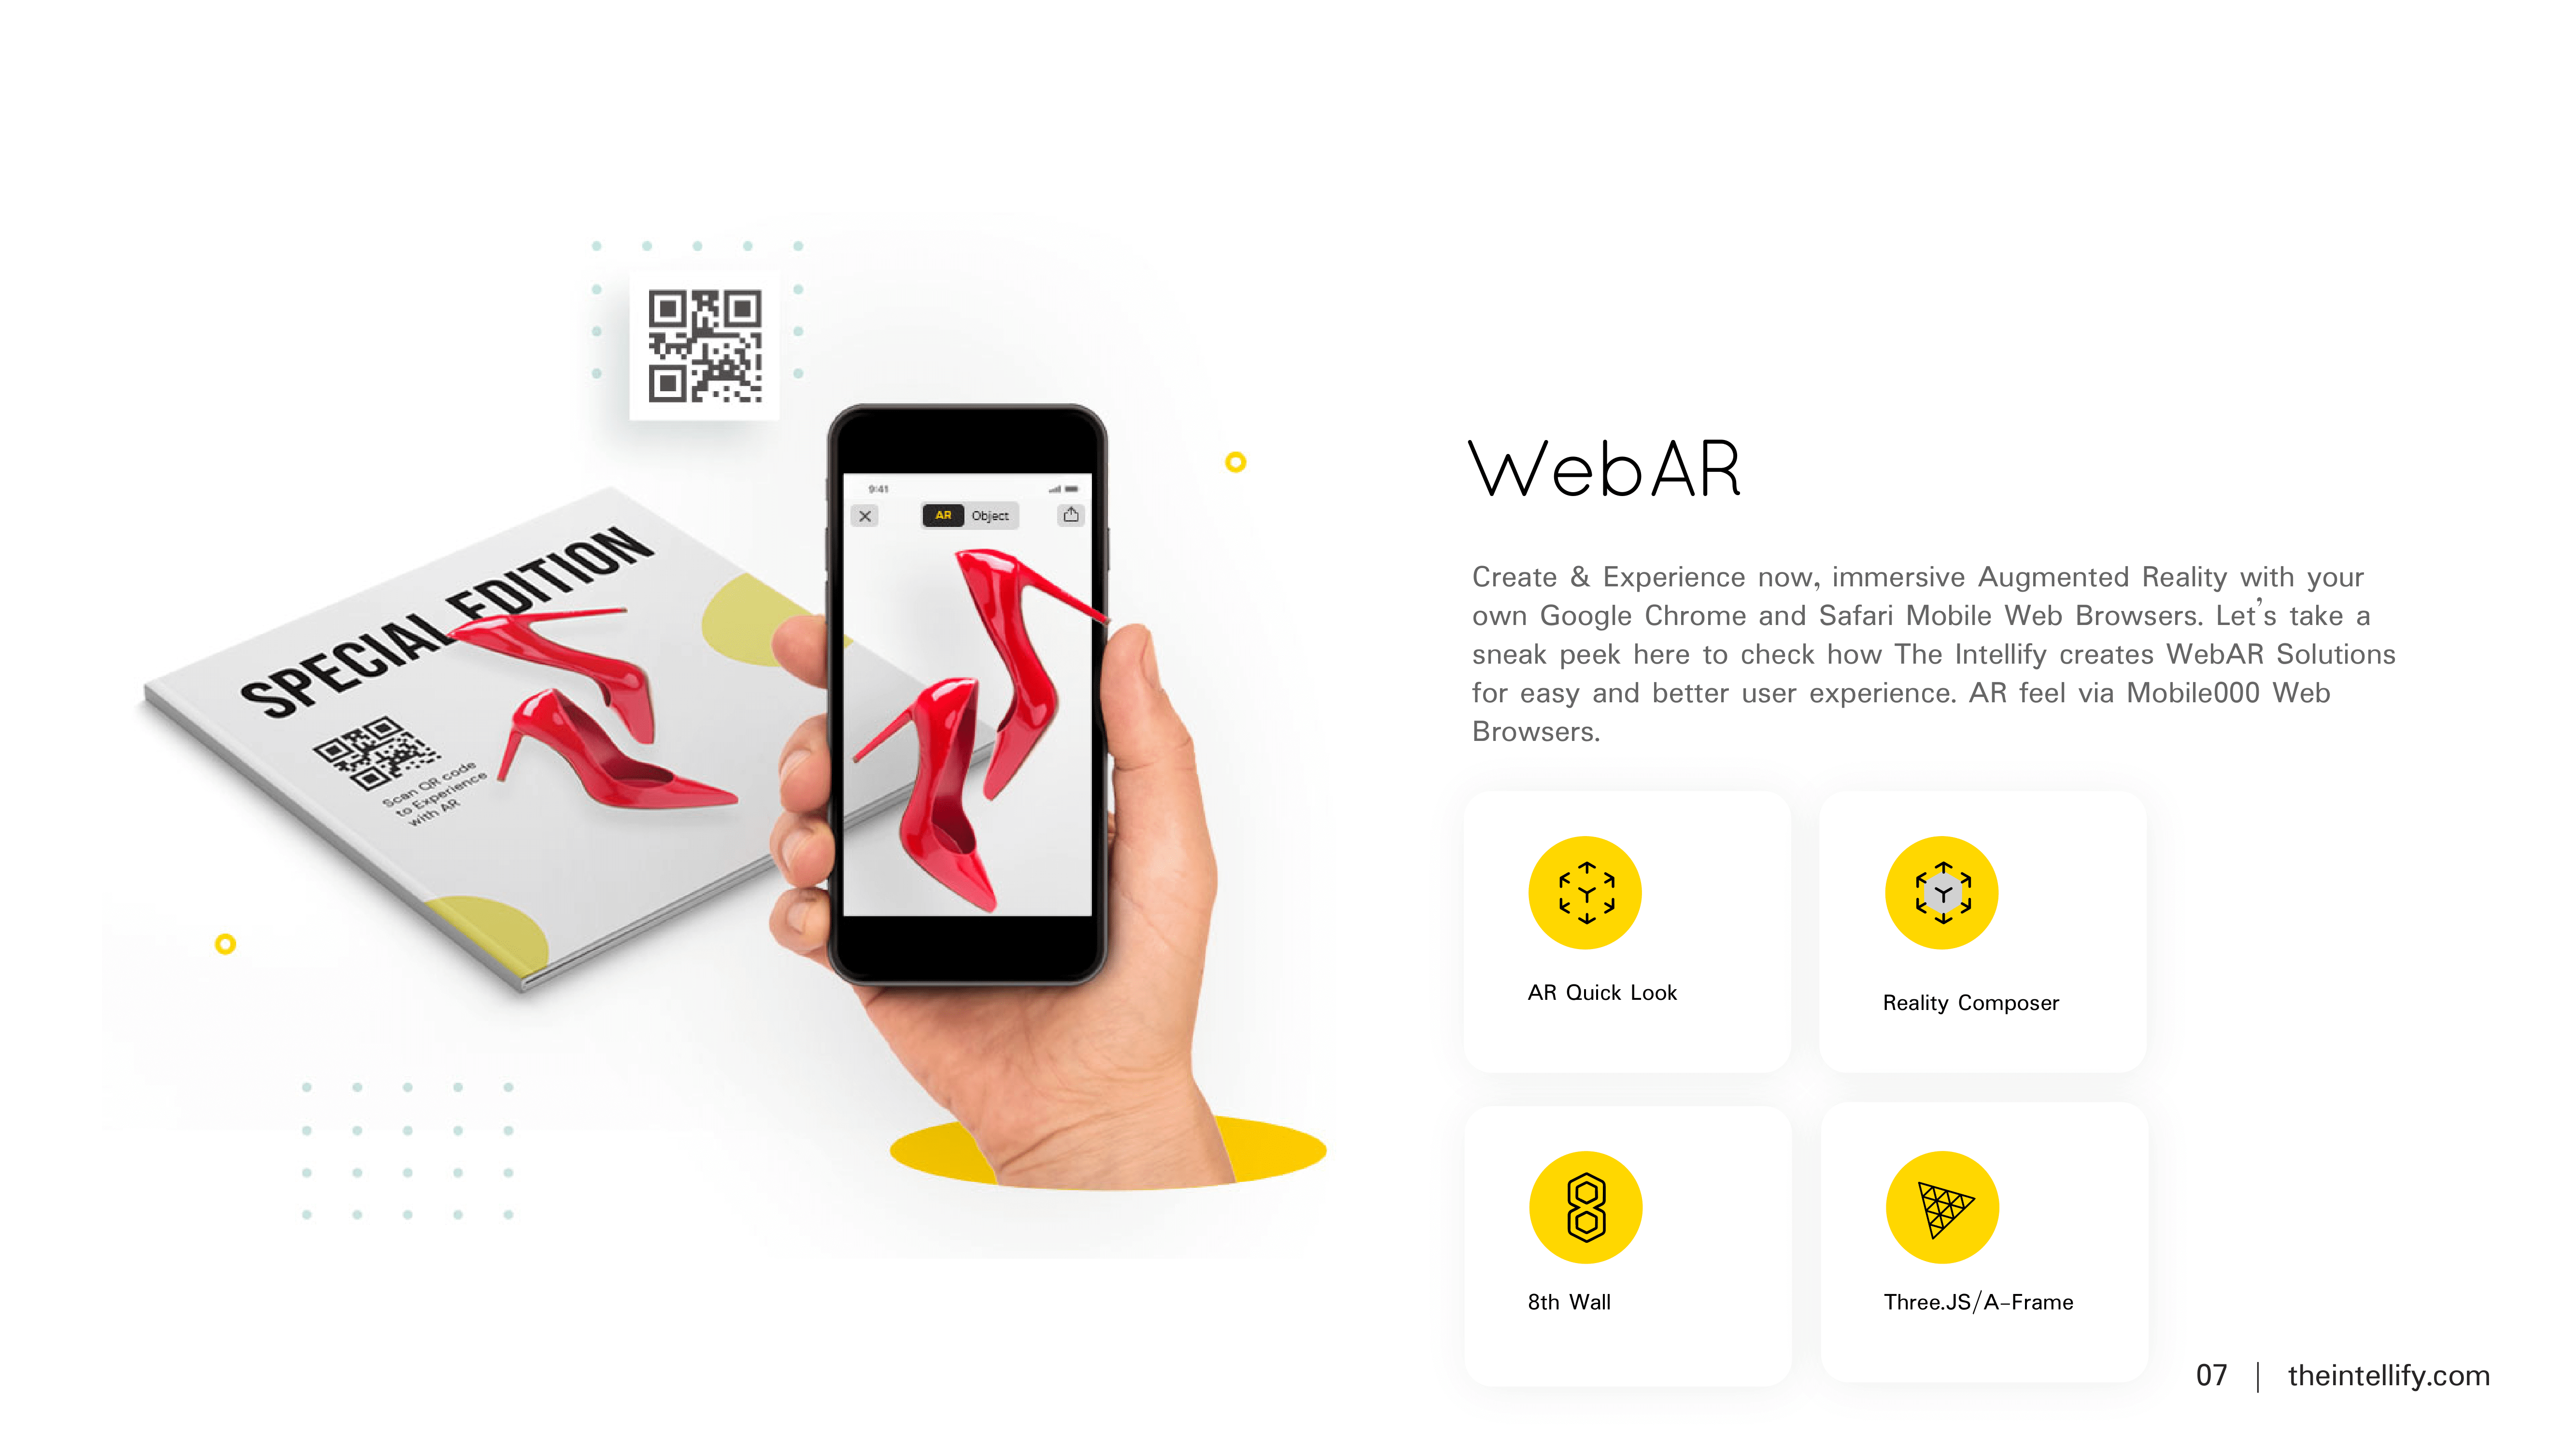 SPECIAL EDITION
Scan QR code
to Experience
with AR
9:41
AR Object
WebAR
Create & Experience now, immersive Augmented Reality with your
own Google Chrome and Safari Mobile Web Browsers. Let's take a
sneak peek here to check how The Intellify creates WebAR Solutions
for easy and better user experience. AR feel via Mobile000 Web
Browsers.
AR Quick Look
Reality Composer
8th Wall
Three.JS/A-Frame
07 | theintellify.com